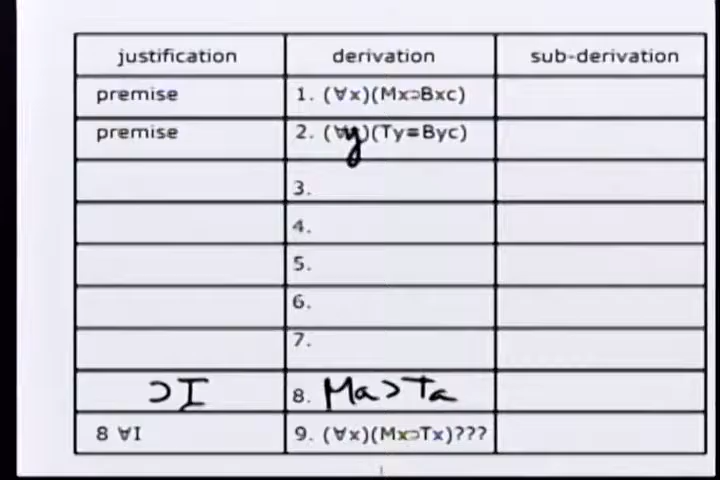 justification derivation sub-derivation
premise 1. (∀x)(Mx⊃Bxc)
premise 2. (∀y)(Ty≡Byc)
3.
4.
5.
6.
7.
⊃I 8. Ma⊃Ta
8 ∀I 9. (∀x)(Mx⊃Tx)???